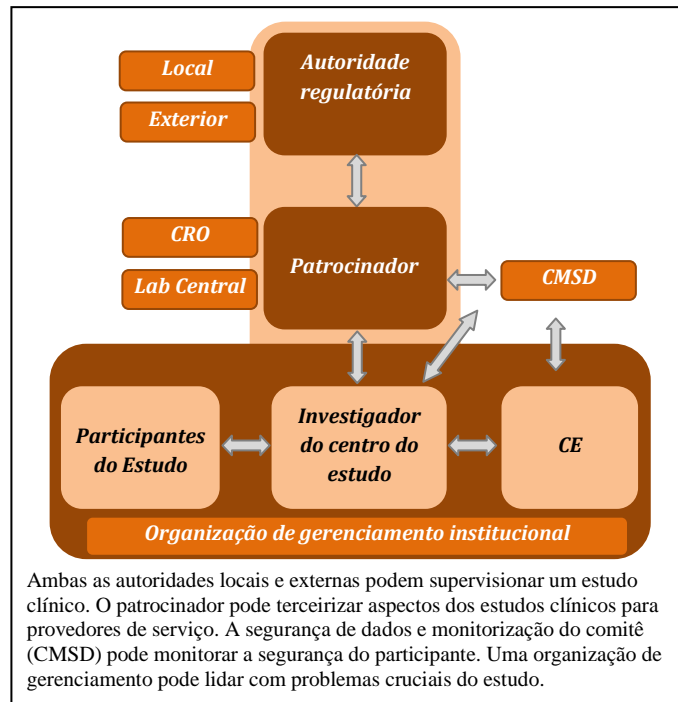 Local
Exterior
Autoridade
regulatória
CRO
Lab Central
Patrocinador
CMSD
Participantes
do Estudo
Investigador
do centro do
estudo
CE
Organização de gerenciamento institucional
Ambas as autoridades locais e externas podem supervisionar um estudo
clínico. O patrocinador pode terceirizar aspectos dos estudos clínicos para
provedores de serviço. A segurança de dados e monitorização do comitê
(CMSD) pode monitorar a segurança do participante. Uma organização de
gerenciamento pode lidar com problemas cruciais do estudo.